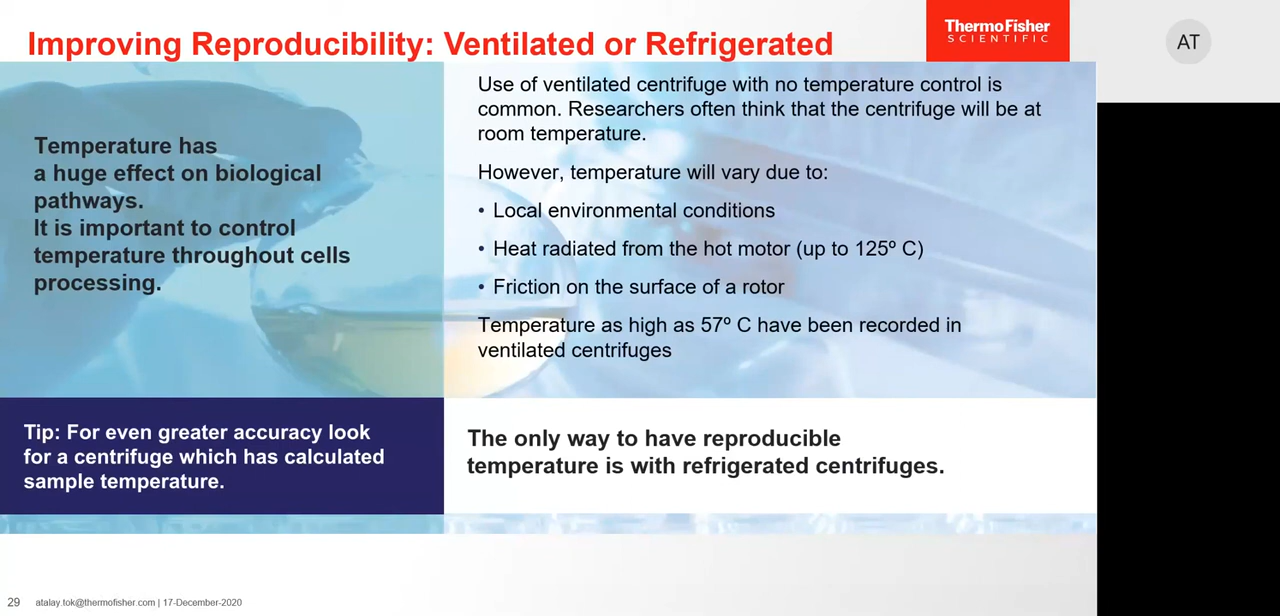 Improving Reproducibility: Ventilated or Refrigerated
ThermoFisher
SCIENTIFIC
AT
Temperature has
a huge effect on biological
pathways.
It is important to control
temperature throughout cells
processing.
Use of ventilated centrifuge with no temperature control is
common. Researchers often think that the centrifuge will be at
room temperature.
However, temperature will vary due to:
• Local environmental conditions
• Heat radiated from the hot motor (up to 125º C)
• Friction on the surface of a rotor
Temperature as high as 57º C have been recorded in
ventilated centrifuges
Tip: For even greater accuracy look
for a centrifuge which has calculated
sample temperature.
The only way to have reproducible
temperature is with refrigerated centrifuges.
29 atalay.tok@thermofisher.com | 17-December-2020